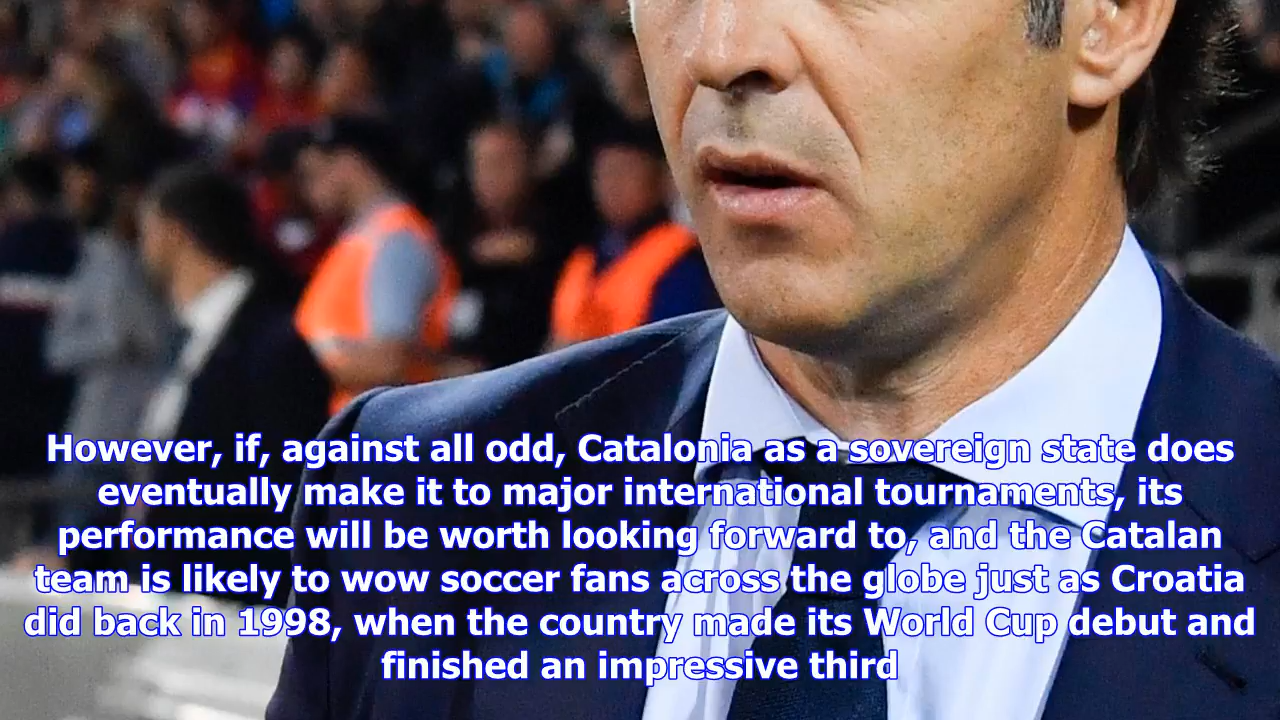 However, if, against all odd, Catalonia as a sovereign state does
eventually make it to major international tournaments, its
performance will be worth looking forward to, and the Catalan
team is likely to wow soccer fans across the globe just as Croatia
did back in 1998, when the country made its World Cup debut and
finished an impressive third